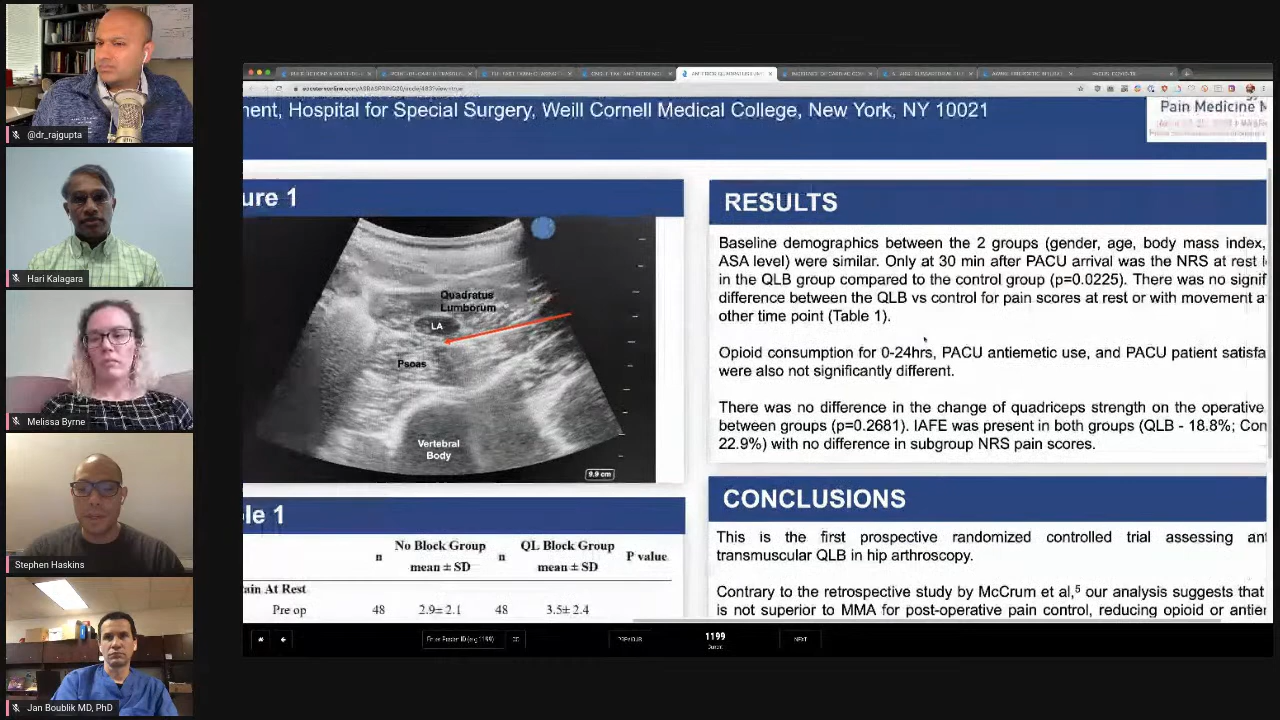 @dr_rajgupta
Hari Kalagara
Melissa Byrne
Stephen Haskins
Jan Boublik MD, PhD
nent, Hospital for Special Surgery, Weill Cornell Medical College, New York, NY 10021
Pain Medicine
ure 1
Quadratus
Lumborum
LA
Psoas
Vertebral
Body
9.9 cm
le 1
No Block Group
QL Block Group
n
mean ± SD
n
mean ± SD
P value
ain At Rest
Pre op
48
2.9± 2.1
48
3.5± 2.4
RESULTS
Baseline demographics between the 2 groups (gender, age, body mass index,
ASA level) were similar. Only at 30 min after PACU arrival was the NRS at rest l
in the QLB group compared to the control group (p=0.0225). There was no signif
difference between the QLB vs control for pain scores at rest or with movement a
other time point (Table 1).
Opioid consumption for 0-24hrs, PACU antiemetic use, and PACU patient satisfa
were also not significantly different.
There was no difference in the change of quadriceps strength on the operative
between groups (p=0.2681). IAFE was present in both groups (QLB - 18.8%; Con
22.9%) with no difference in subgroup NRS pain scores.
CONCLUSIONS
This is the first prospective randomized controlled trial assessing ant
transmuscular QLB in hip arthroscopy.
Contrary to the retrospective study by McCrum et al,⁵ our analysis suggests that
is not superior to MMA for post-operative pain control, reducing opioid or antier
PREVIOUS
1199
NEXT